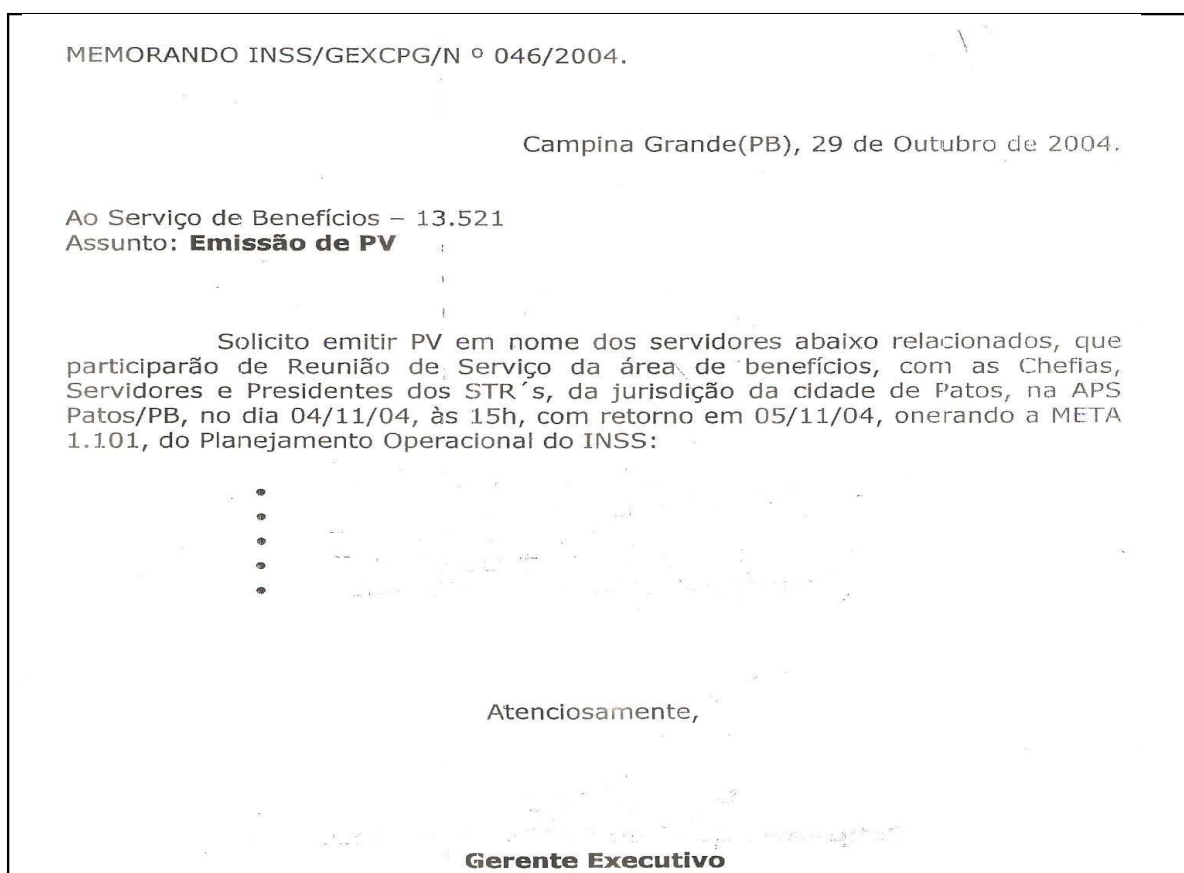 MEMORANDO INSS/GEXCPG/N º 046/2004.
Campina Grande(PB), 29 de Outubro de 2004.
Ao Serviço de Benefícios – 13.521
Assunto: Emissão de PV
Solicito emitir PV em nome dos servidores abaixo relacionados, que
participarão de Reunião de Serviço da área de benefícios, com as Chefias,
Servidores e Presidentes dos STR´s, da jurisdição da cidade de Patos, na APS
Patos/PB, no dia 04/11/04, às 15h, com retorno em 05/11/04, onerando a META
1.101, do Planejamento Operacional do INSS:
Atenciosamente,
Gerente Executivo